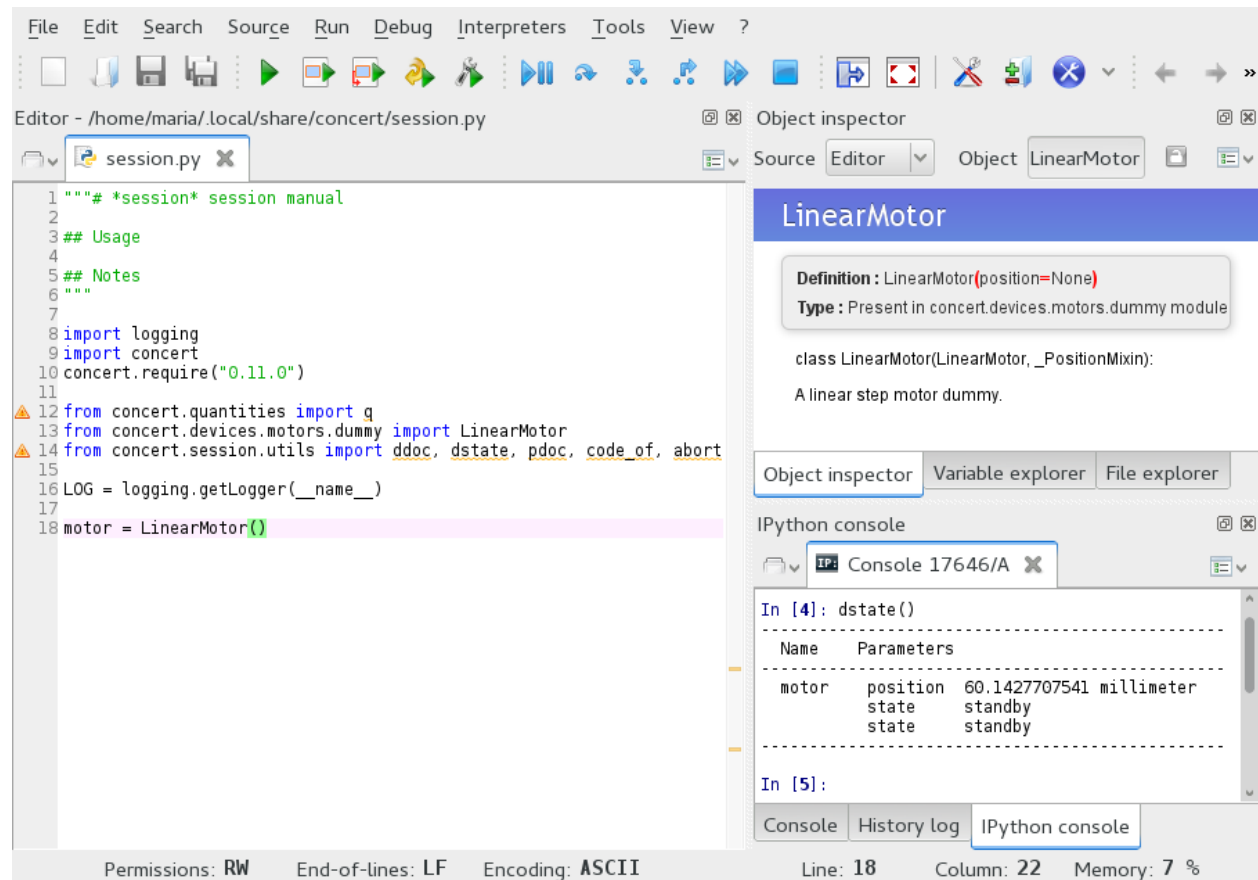 File Edit Search Source Run Debug Interpreters Tools View ?
Editor - /home/maria/.local/share/concert/session.py
session.py
1 """# *session* session manual
2
3 ## Usage
4
5 ## Notes
6 """
7
8 import logging
9 import concert
10 concert.require("0.11.0")
11
12 from concert.quantities import q
13 from concert.devices.motors.dummy import LinearMotor
14 from concert.session.utils import ddoc, dstate, pdoc, code_of, abort
15
16 LOG = logging.getLogger(__name__)
17
18 motor = LinearMotor()
Object inspector
Source Editor Object LinearMotor
LinearMotor
Definition : LinearMotor(position=None)
Type : Present in concert.devices.motors.dummy module
class LinearMotor(LinearMotor, _PositionMixin):
A linear step motor dummy.
Object inspector Variable explorer File explorer
IPython console
IP: Console 17646/A
In [4]: dstate()
------------------------------------------------
Name Parameters
------------------------------------------------
motor position 60.1427707541 millimeter
state standby
state standby
------------------------------------------------
In [5]:
Console History log IPython console
Permissions: RW End-of-lines: LF Encoding: ASCII Line: 18 Column: 22 Memory: 7 %